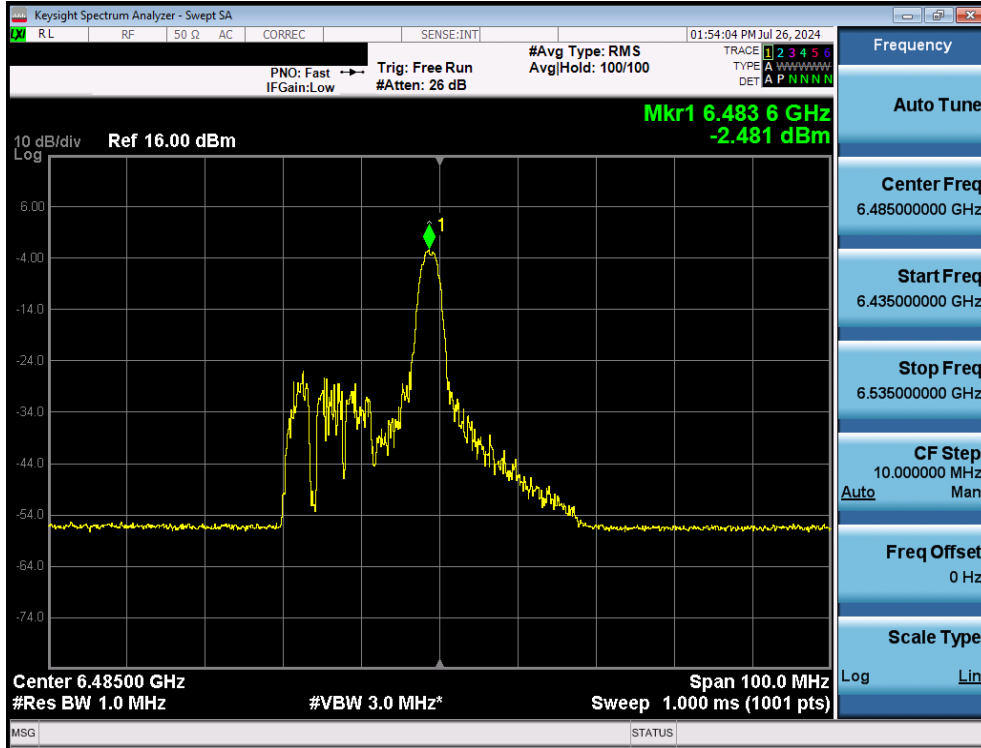 Keysight Spectrum Analyzer - Swept SA
LXI RL RF 50 Ω AC CORREC SENSE:INT 01:54:04 PM Jul 26, 2024
PNO: Fast
IFGain:Low
Trig: Free Run
#Atten: 26 dB
#Avg Type: RMS
Avg|Hold: 100/100
TRACE 1 2 3 4 5 6
TYPE A WWWWW
DET A P N N N N
Mkr1 6.483 6 GHz
-2.481 dBm
10 dB/div Ref 16.00 dBm
Log
6.00
-4.00
-14.0
-24.0
-34.0
-44.0
-54.0
-64.0
-74.0
1
Center 6.48500 GHz Span 100.0 MHz
#Res BW 1.0 MHz #VBW 3.0 MHz* Sweep 1.000 ms (1001 pts)
MSG STATUS
Frequency
Auto Tune
Center Freq
6.485000000 GHz
Start Freq
6.435000000 GHz
Stop Freq
6.535000000 GHz
CF Step
10.000000 MHz
Auto Man
Freq Offset
0 Hz
Scale Type
Log Lin